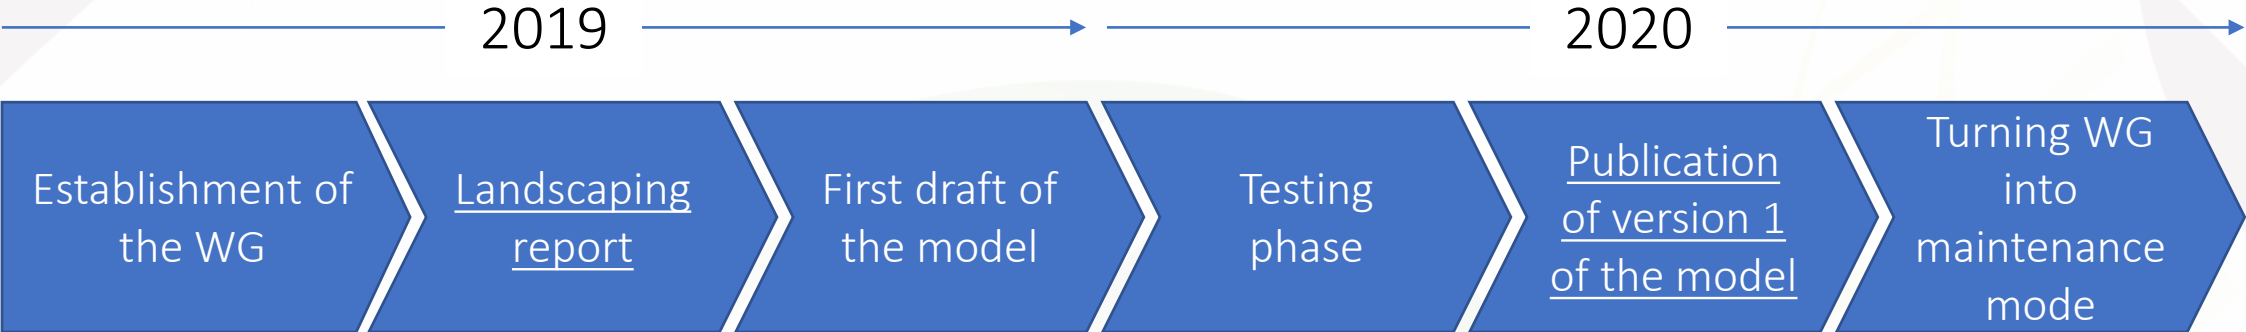 2019
2020
Establishment of
the WG
Landscaping
report
First draft of
the model
Testing
phase
Publication
of version 1
of the model
Turning WG
into
maintenance
mode